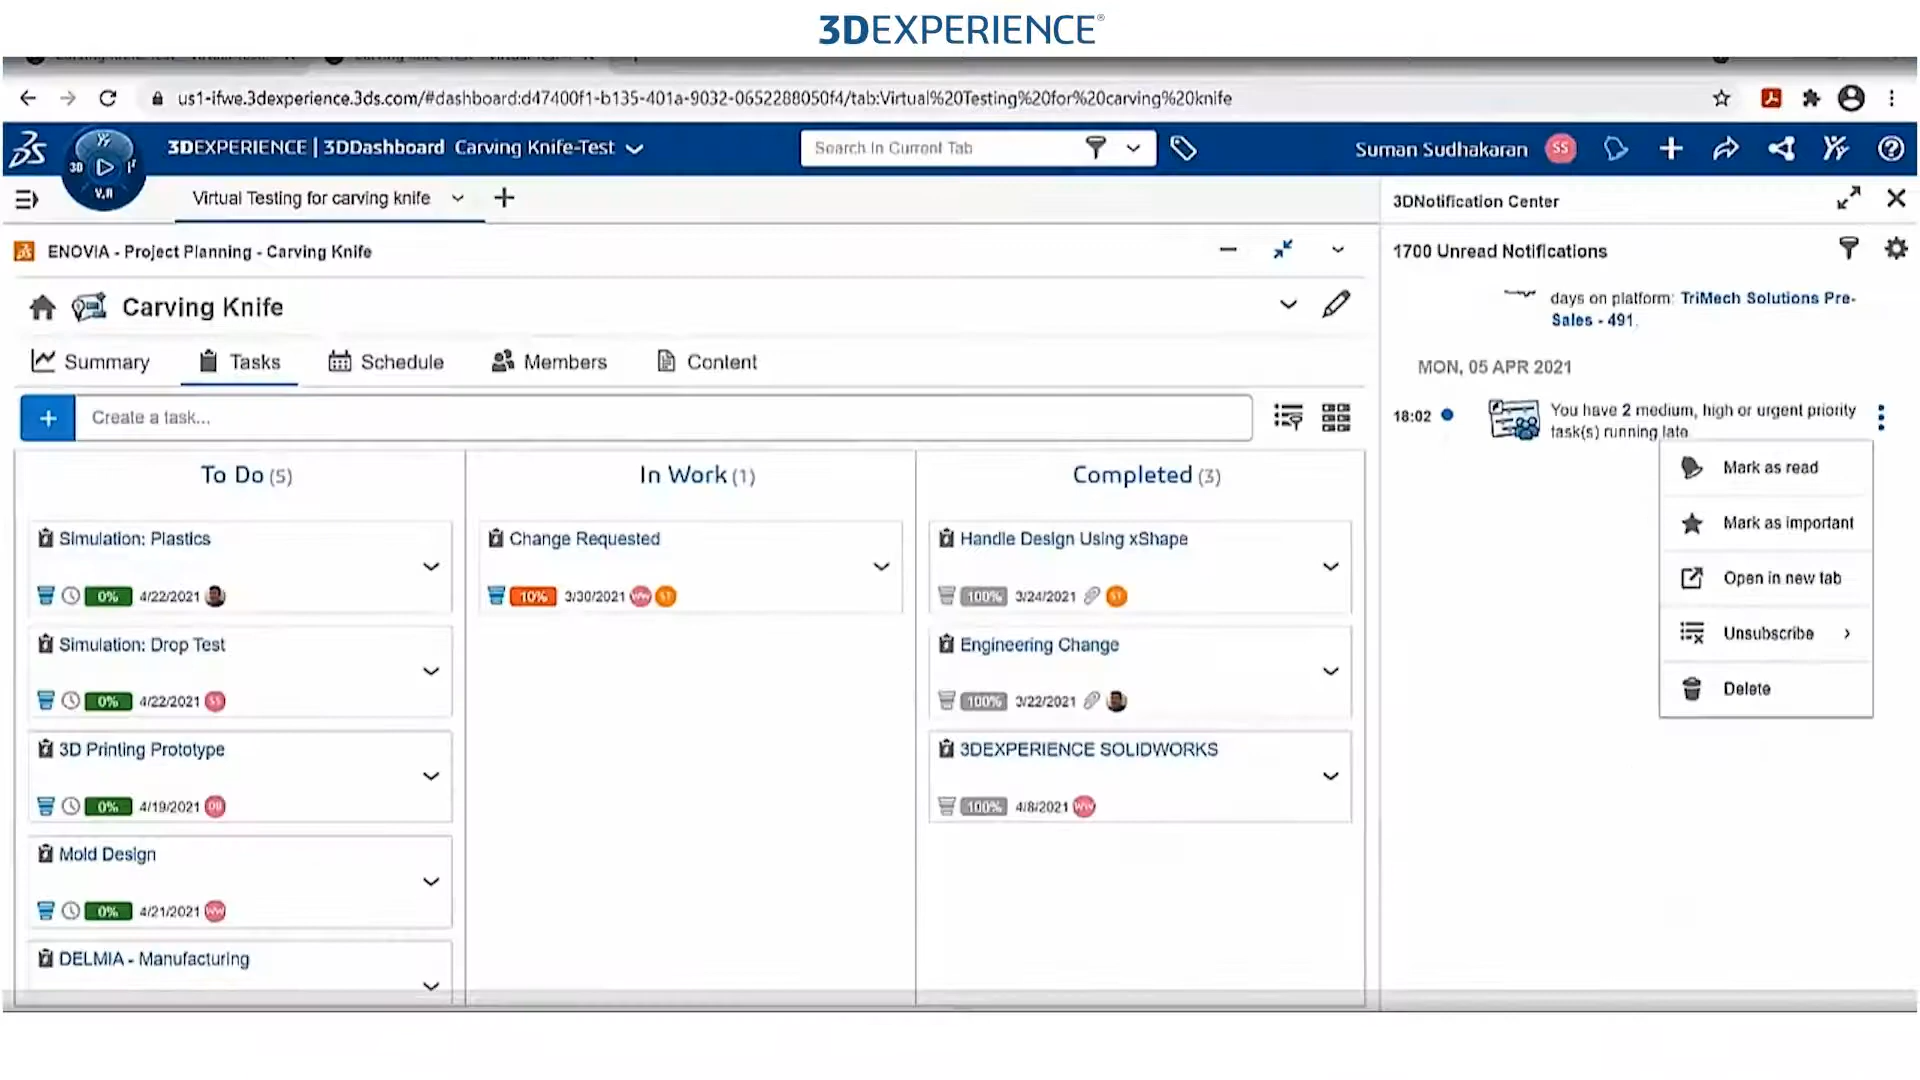 3DEXPERIENCE®
us1-ifwe.3dexperience.3ds.com/#dashboard:d47400f1-b135-401a-9032-0652288050f4/tab:Virtual%20Testing%20for%20carving%20knife
3DEXPERIENCE | 3DDashboard Carving Knife-Test
Search In Current Tab
Suman Sudhakaran SS
3D
V.R
Virtual Testing for carving knife
3DNotification Center
ENOVIA - Project Planning - Carving Knife
1700 Unread Notifications
Carving Knife
days on platform: TriMech Solutions Pre-
Sales - 491.
Summary Tasks Schedule Members Content
MON, 05 APR 2021
Create a task...
18:02 You have 2 medium, high or urgent priority
task(s) running late
Mark as read
Mark as important
Open in new tab
Unsubscribe
Delete
To Do (5)
Simulation: Plastics
0% 4/22/2021
Simulation: Drop Test
0% 4/22/2021 SS
3D Printing Prototype
0% 4/19/2021
Mold Design
0% 4/21/2021 WW
DELMIA - Manufacturing
In Work (1)
Change Requested
10% 3/30/2021 WW ST
Completed (3)
Handle Design Using xShape
100% 3/24/2021 ST
Engineering Change
100% 3/22/2021
3DEXPERIENCE SOLIDWORKS
100% 4/8/2021 WW